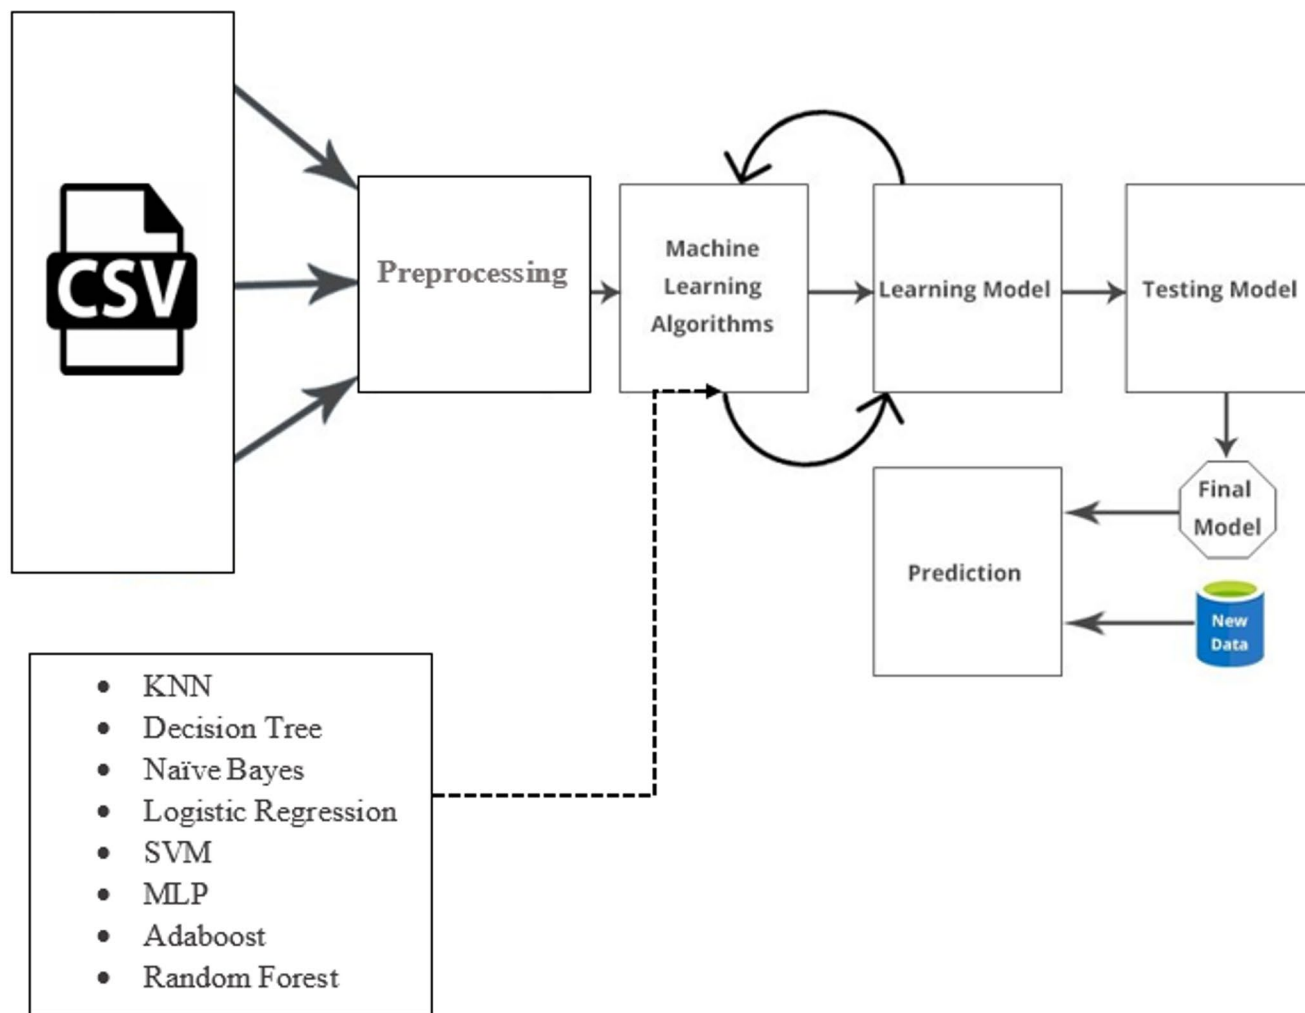 CSV
Preprocessing
Machine
Learning
Algorithms
Learning Model
Testing Model
Final
Model
Prediction
New
Data
• KNN
• Decision Tree
• Naïve Bayes
• Logistic Regression
• SVM
• MLP
• Adaboost
• Random Forest